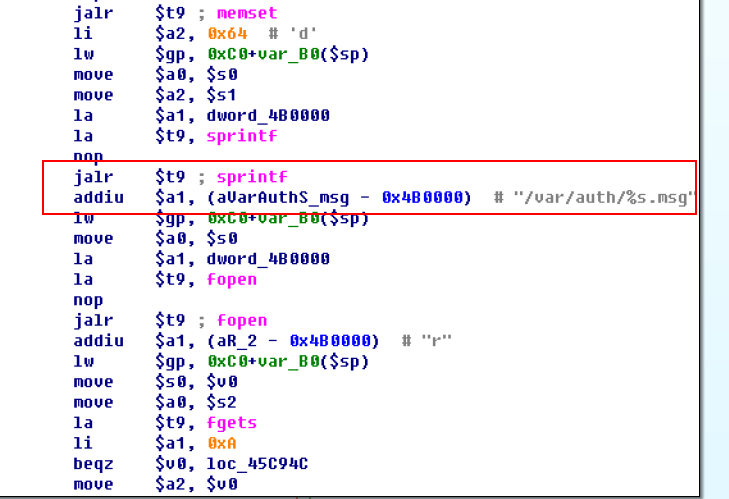 jalr $t9 ; memset
li $a2, 0x64 # 'd'
lw $gp, 0xC0+var_B0($sp)
move $a0, $s0
move $a2, $s1
la $a1, dword_4B0000
la $t9, sprintf
nop
jalr $t9 ; sprintf
addiu $a1, (aVarAuthS_msg - 0x4B0000) # "/var/auth/%s.msg"
lw $gp, 0xC0+var_B0($sp)
move $a0, $s0
la $a1, dword_4B0000
la $t9, fopen
nop
jalr $t9 ; fopen
addiu $a1, (aR_2 - 0x4B0000) # "r"
lw $gp, 0xC0+var_B0($sp)
move $s0, $v0
move $a0, $s2
la $t9, fgets
li $a1, 0xA
beqz $v0, loc_45C94C
move $a2, $v0